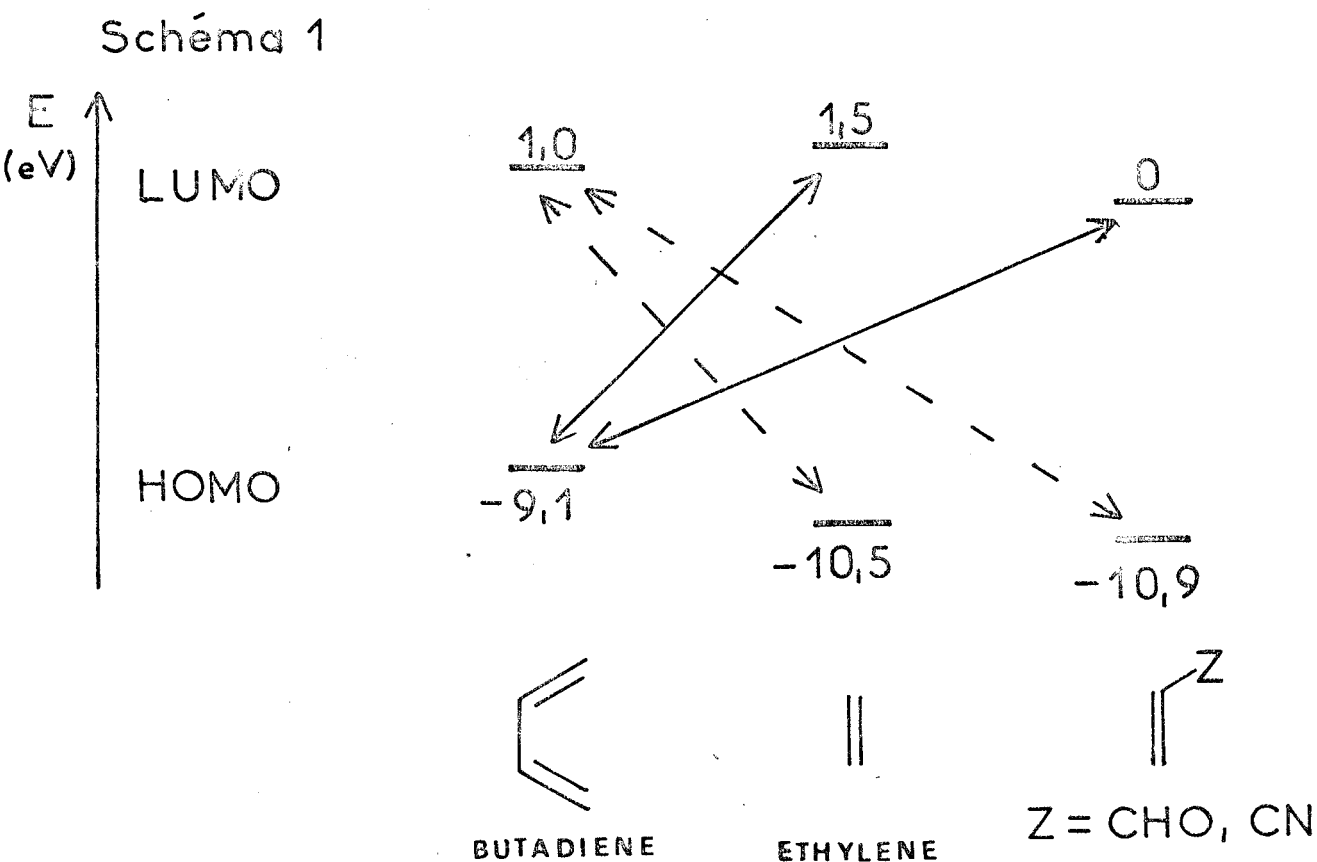 Schéma 1
E
(eV)
LUMO
1,0
1,5
0
HOMO
-9,1
-10,5
-10,9
Z
Z = CHO, CN
BUTADIENE
ETHYLENE